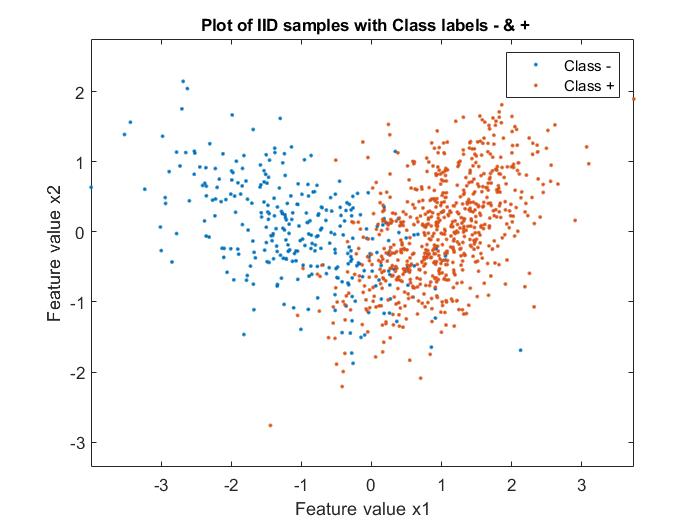 Plot of IID samples with Class labels - & +
Class -
Class +
2
1
0
-1
-2
-3
Feature value x2
-3 -2 -1 0 1 2 3
Feature value x1